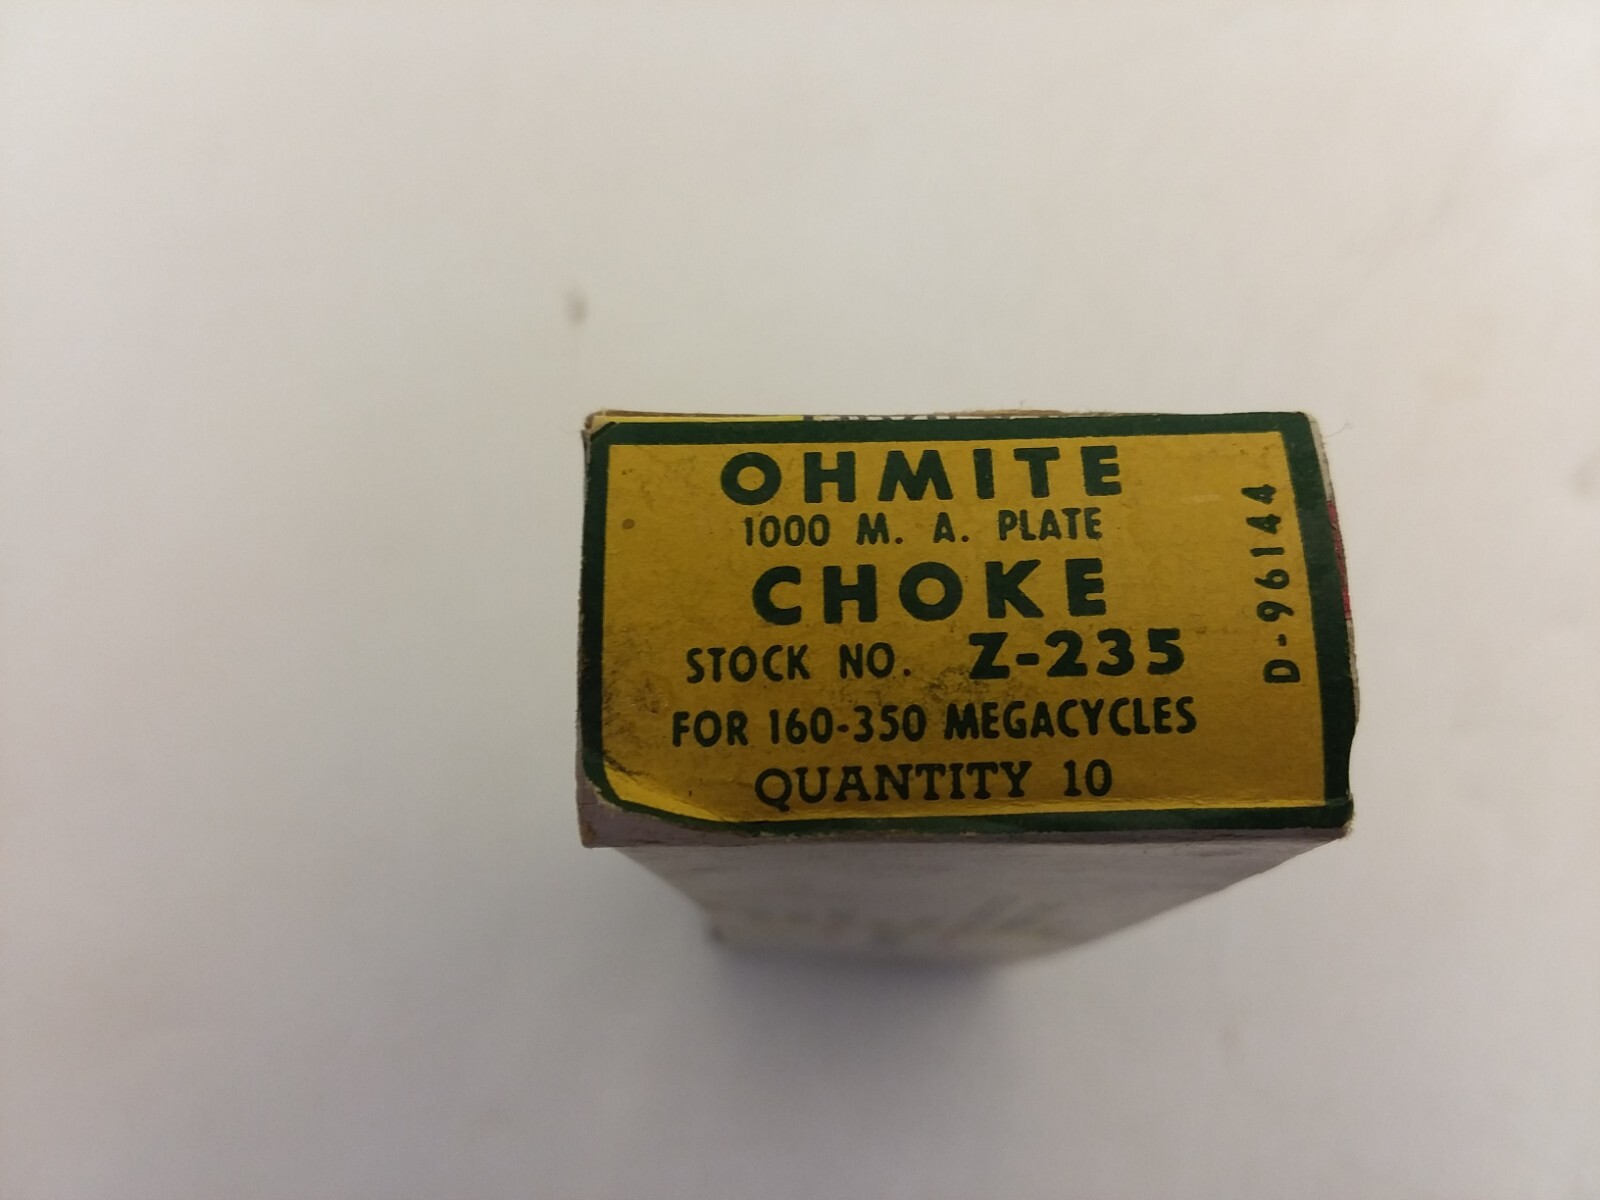 OHMITE
1000 M. A. PLATE
CHOKE
STOCK NO. Z-235
FOR 160-350 MEGACYCLES
QUANTITY 10
D-96144